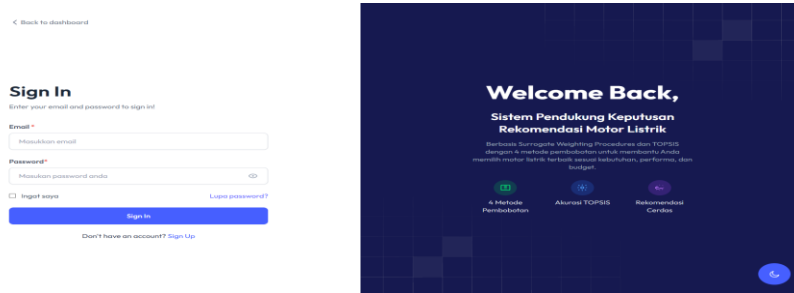 Back to dashboard
Sign In
Enter your email and password to sign in!
Email *
Masukkan email
Password*
Masukan password anda
Ingat saya
Lupa password?
Sign In
Don't have an account? Sign Up
Welcome Back,
Sistem Pendukung Keputusan
Rekomendasi Motor Listrik
Berbasis Surrogate Weighting Procedures dan TOPSIS
dengan 4 metode pembobotan untuk membantu Anda
memilih motor listrik terbaik sesuai kebutuhan, performa, dan
budget.
4 Metode
Pembobotan
Akurasi TOPSIS
Rekomendasi
Cerdas